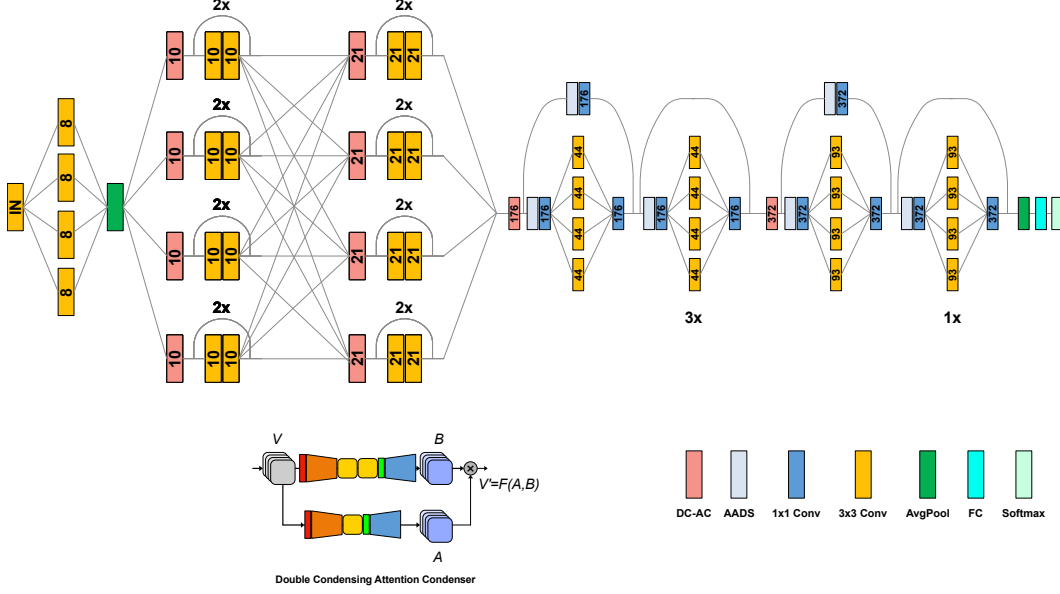 2x 2x
10 10 10 21 21 21
8
2x 2x
10 10 10 21 21 21
8
IN
8
8
2x 2x
10 10 10 21 21 21
2x 2x
10 10 10 21 21 21
176 372
44 44 93 93
44 44 93 93
176 176 176 176 176 372 372 372 372 372
44 44 93 93
44 44 93 93
3x 1x
V B
V'=F(A,B)
A
Double Condensing Attention Condenser
DC-AC AADS 1x1 Conv 3x3 Conv AvgPool FC Softmax